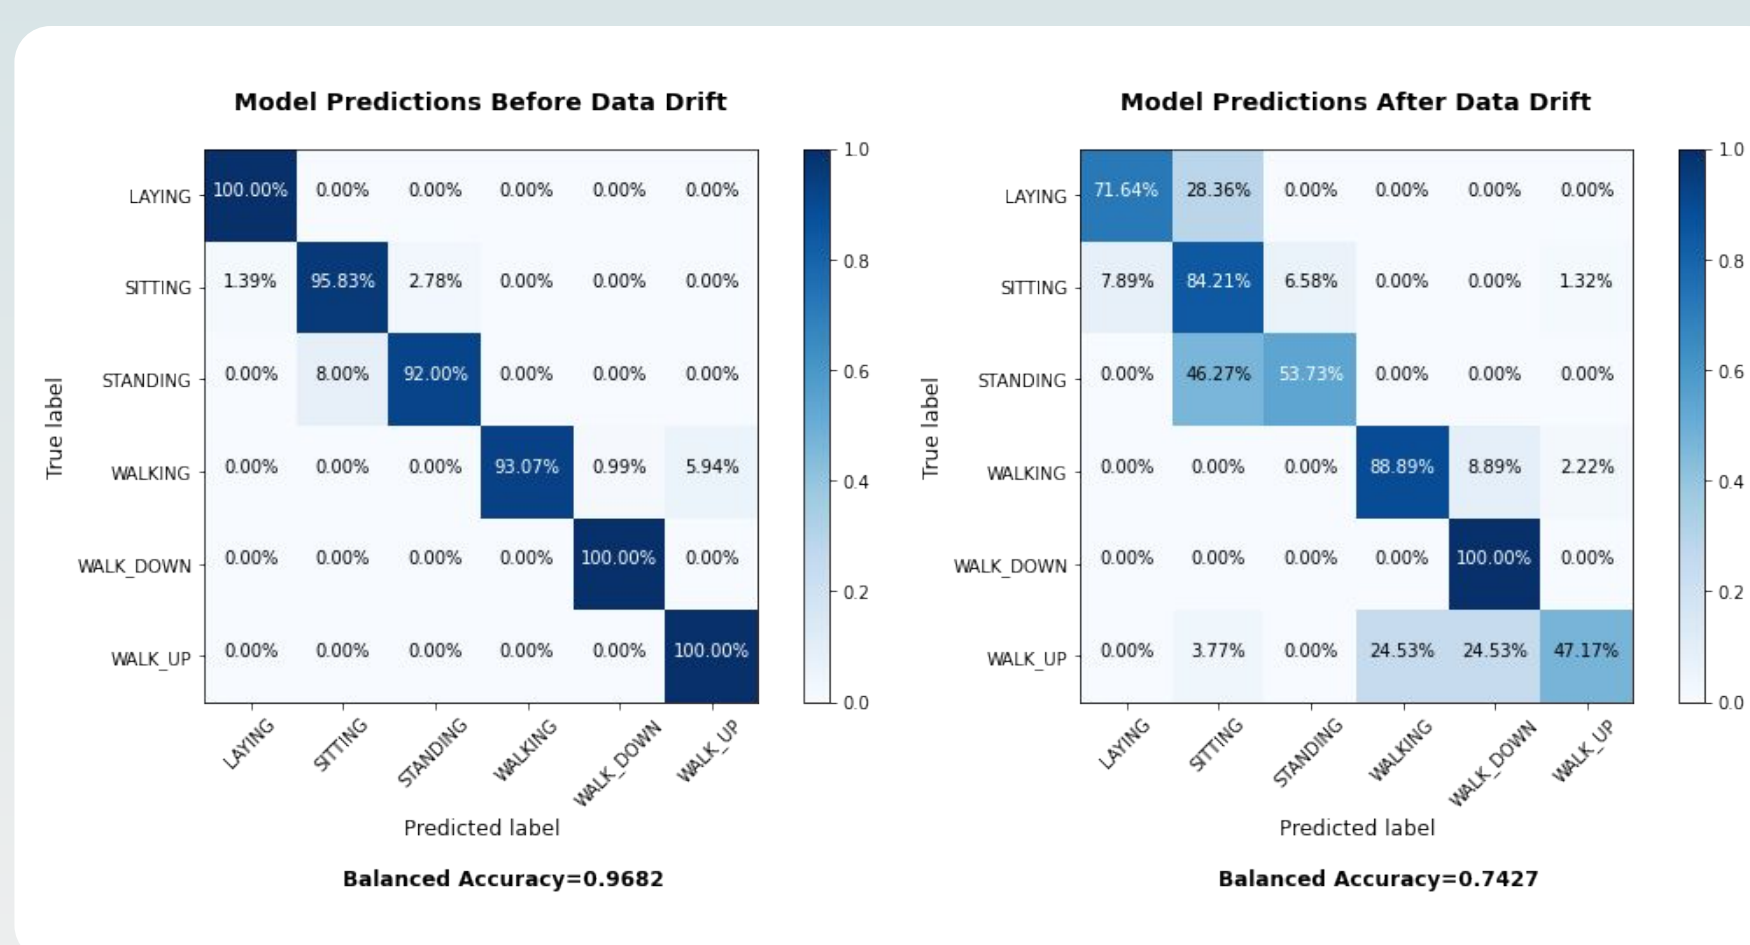 Model Predictions Before Data Drift
True label
LAYING 100.00% 0.00% 0.00% 0.00% 0.00% 0.00%
SITTING 1.39% 95.83% 2.78% 0.00% 0.00% 0.00%
STANDING 0.00% 8.00% 92.00% 0.00% 0.00% 0.00%
WALKING 0.00% 0.00% 0.00% 93.07% 0.99% 5.94%
WALK_DOWN 0.00% 0.00% 0.00% 0.00% 100.00% 0.00%
WALK_UP 0.00% 0.00% 0.00% 0.00% 0.00% 100.00%
LAYING SITTING STANDING WALKING WALK_DOWN WALK_UP
Predicted label
1.0
0.8
0.6
0.4
0.2
0.0
Balanced Accuracy=0.9682
Model Predictions After Data Drift
True label
LAYING 71.64% 28.36% 0.00% 0.00% 0.00% 0.00%
SITTING 7.89% 84.21% 6.58% 0.00% 0.00% 1.32%
STANDING 0.00% 46.27% 53.73% 0.00% 0.00% 0.00%
WALKING 0.00% 0.00% 0.00% 88.89% 8.89% 2.22%
WALK_DOWN 0.00% 0.00% 0.00% 0.00% 100.00% 0.00%
WALK_UP 0.00% 3.77% 0.00% 24.53% 24.53% 47.17%
LAYING SITTING STANDING WALKING WALK_DOWN WALK_UP
Predicted label
1.0
0.8
0.6
0.4
0.2
0.0
Balanced Accuracy=0.7427